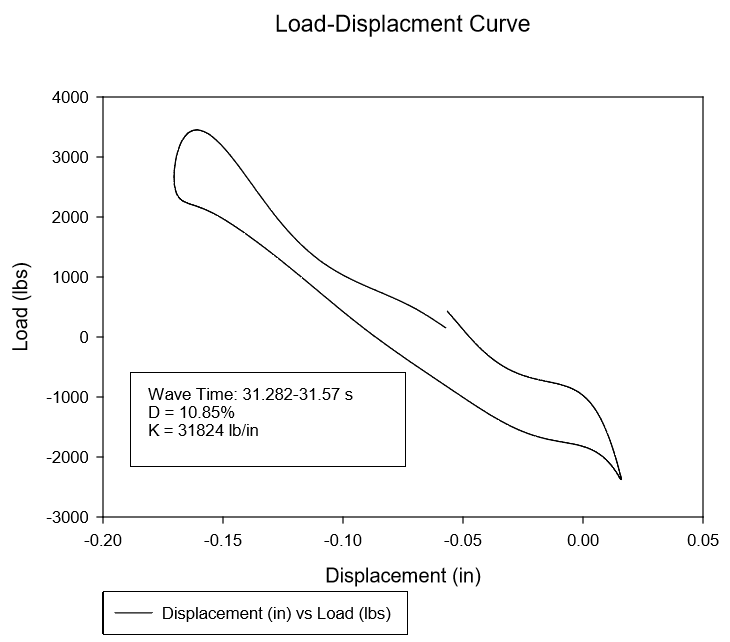 Load-Displacment Curve
4000
3000
2000
1000
0
-1000
-2000
-3000
Load (lbs)
Wave Time: 31.282-31.57 s
D = 10.85%
K = 31824 lb/in
-0.20 -0.15 -0.10 -0.05 0.00 0.05
Displacement (in)
Displacement (in) vs Load (lbs)